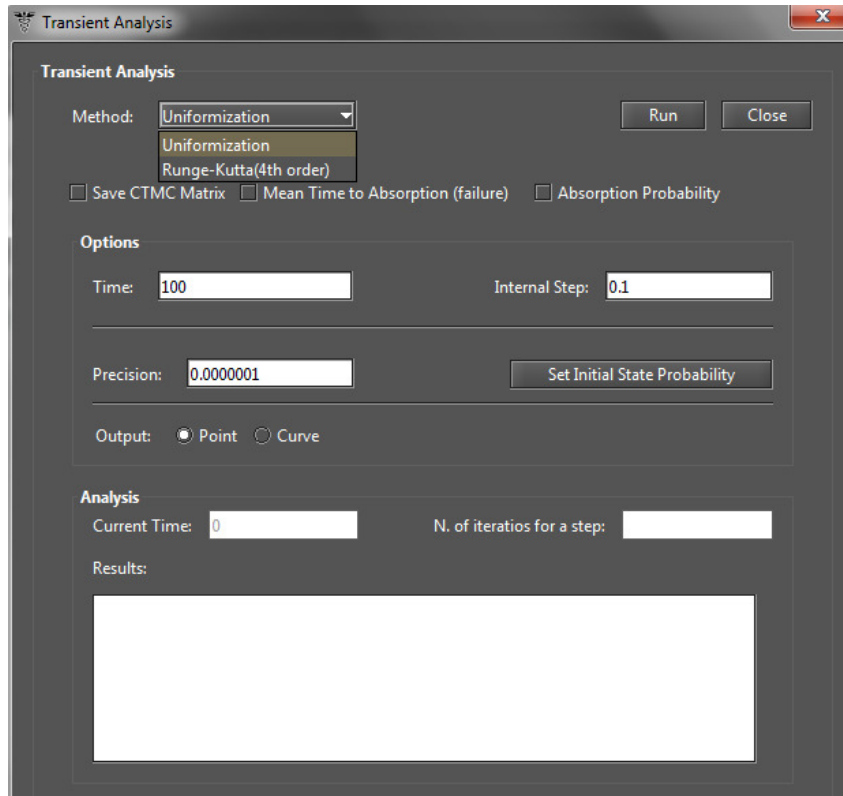 Transient Analysis
Transient Analysis
Method: Uniformization Run Close
Uniformization
Runge-Kutta(4th order)
Save CTMC Matrix Mean Time to Absorption (failure) Absorption Probability
Options
Time: 100 Internal Step: 0.1
Precision: 0.0000001 Set Initial State Probability
Output: Point Curve
Analysis
Current Time: 0 N. of iteratios for a step:
Results: